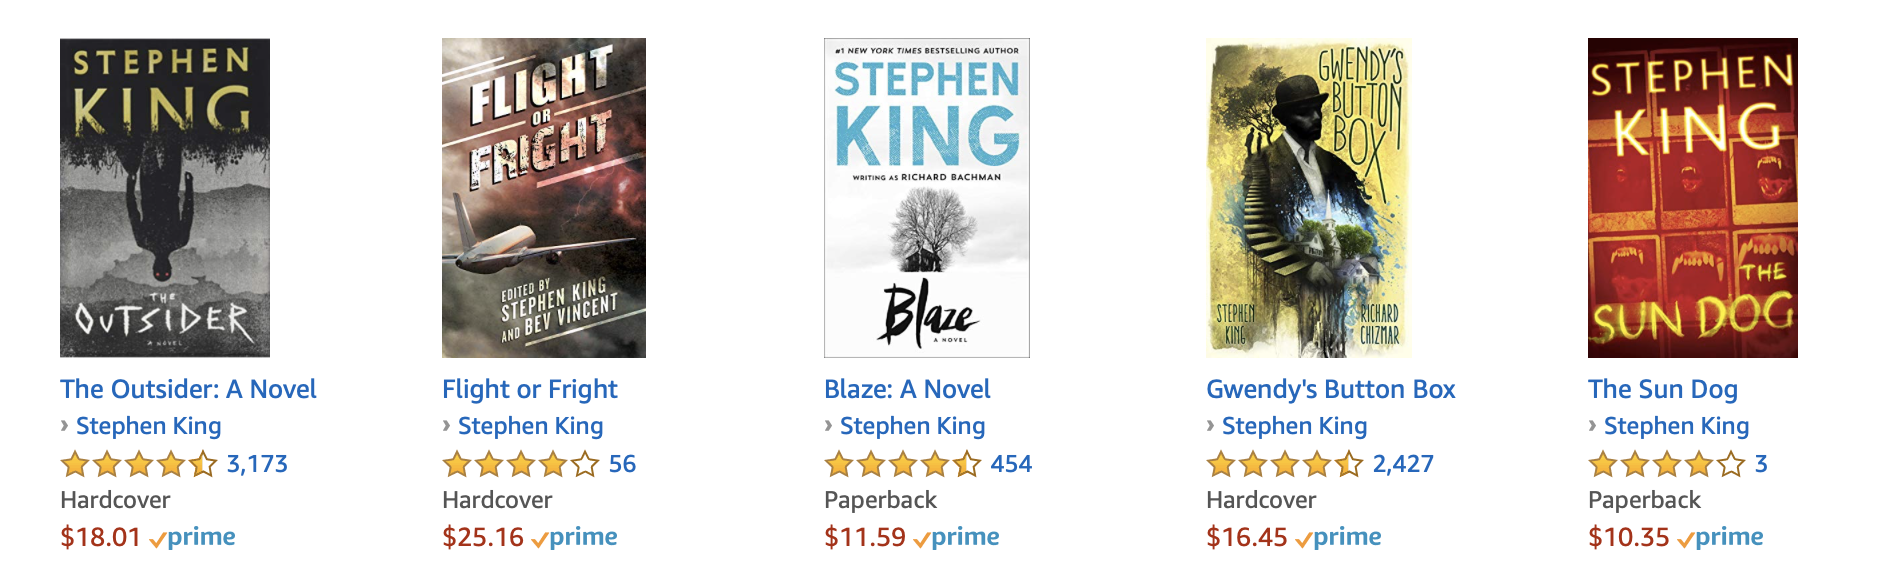 STEPHEN
KING
THE
OUTSIDER
A NOVEL
The Outsider: A Novel
› Stephen King
3,173
Hardcover
$18.01 prime
FLIGHT
OR
FRIGHT
EDITED BY
STEPHEN KING
AND BEV VINCENT
Flight or Fright
› Stephen King
56
Hardcover
$25.16 prime
#1 NEW YORK TIMES BESTSELLING AUTHOR
STEPHEN
KING
WRITING AS RICHARD BACHMAN
Blaze
A NOVEL
Blaze: A Novel
› Stephen King
454
Paperback
$11.59 prime
GWENDY'S
BUTTON
BOX
STEPHEN
KING
RICHARD
CHIZMAR
Gwendy's Button Box
› Stephen King
2,427
Hardcover
$16.45 prime
STEPHEN
KING
THE
SUN DOG
The Sun Dog
› Stephen King
3
Paperback
$10.35 prime